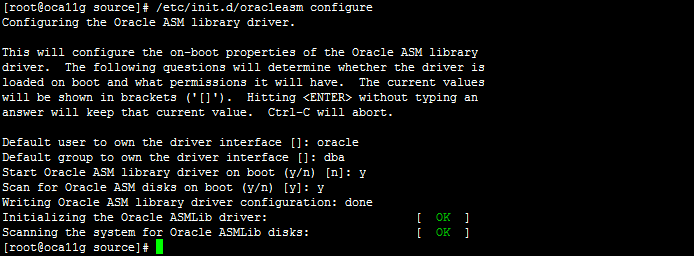 [root@oca11g source]# /etc/init.d/oracleasm configure
Configuring the Oracle ASM library driver.
This will configure the on-boot properties of the Oracle ASM library
driver.  The following questions will determine whether the driver is
loaded on boot and what permissions it will have.  The current values
will be shown in brackets ('[]').  Hitting <ENTER> without typing an
answer will keep that current value.  Ctrl-C will abort.
Default user to own the driver interface []: oracle
Default group to own the driver interface []: dba
Start Oracle ASM library driver on boot (y/n) [n]: y
Scan for Oracle ASM disks on boot (y/n) [y]: y
Writing Oracle ASM library driver configuration: done
Initializing the Oracle ASMLib driver:                     [  OK  ]
Scanning the system for Oracle ASMLib disks:               [  OK  ]
[root@oca11g source]#